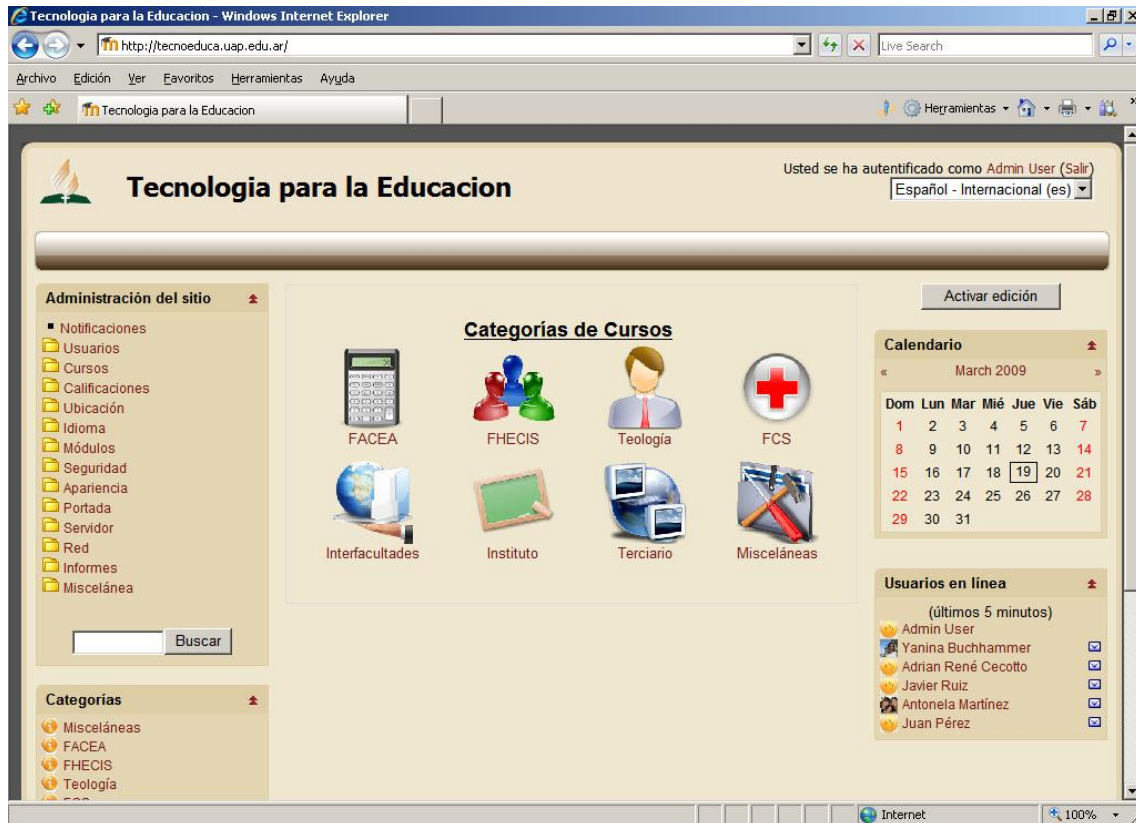 Tecnologia para la Educacion - Windows Internet Explorer
http://tecnoeduca.uap.edu.ar/
Live Search
Archivo Edición Ver Favoritos Herramientas Ayuda
Tecnologia para la Educacion
Herramientas
Tecnologia para la Educacion
Usted se ha autentificado como Admin User (Salir)
Español - Internacional (es)
Administración del sitio
Notificaciones
Usuarios
Cursos
Calificaciones
Ubicación
Idioma
Módulos
Seguridad
Apariencia
Portada
Servidor
Red
Informes
Miscelánea
Buscar
Categorías
Misceláneas
FACEA
FHECIS
Teología
Categorías de Cursos
FACEA FHECIS Teología FCS
Interfacultades Instituto Terciario Misceláneas
Activar edición
Calendario
« March 2009 »
Dom Lun Mar Mié Jue Vie Sáb
1 2 3 4 5 6 7
8 9 10 11 12 13 14
15 16 17 18 19 20 21
22 23 24 25 26 27 28
29 30 31
Usuarios en línea
(últimos 5 minutos)
Admin User
Yanina Buchhammer
Adrian René Cecotto
Javier Ruiz
Antonela Martínez
Juan Pérez
Internet
100%